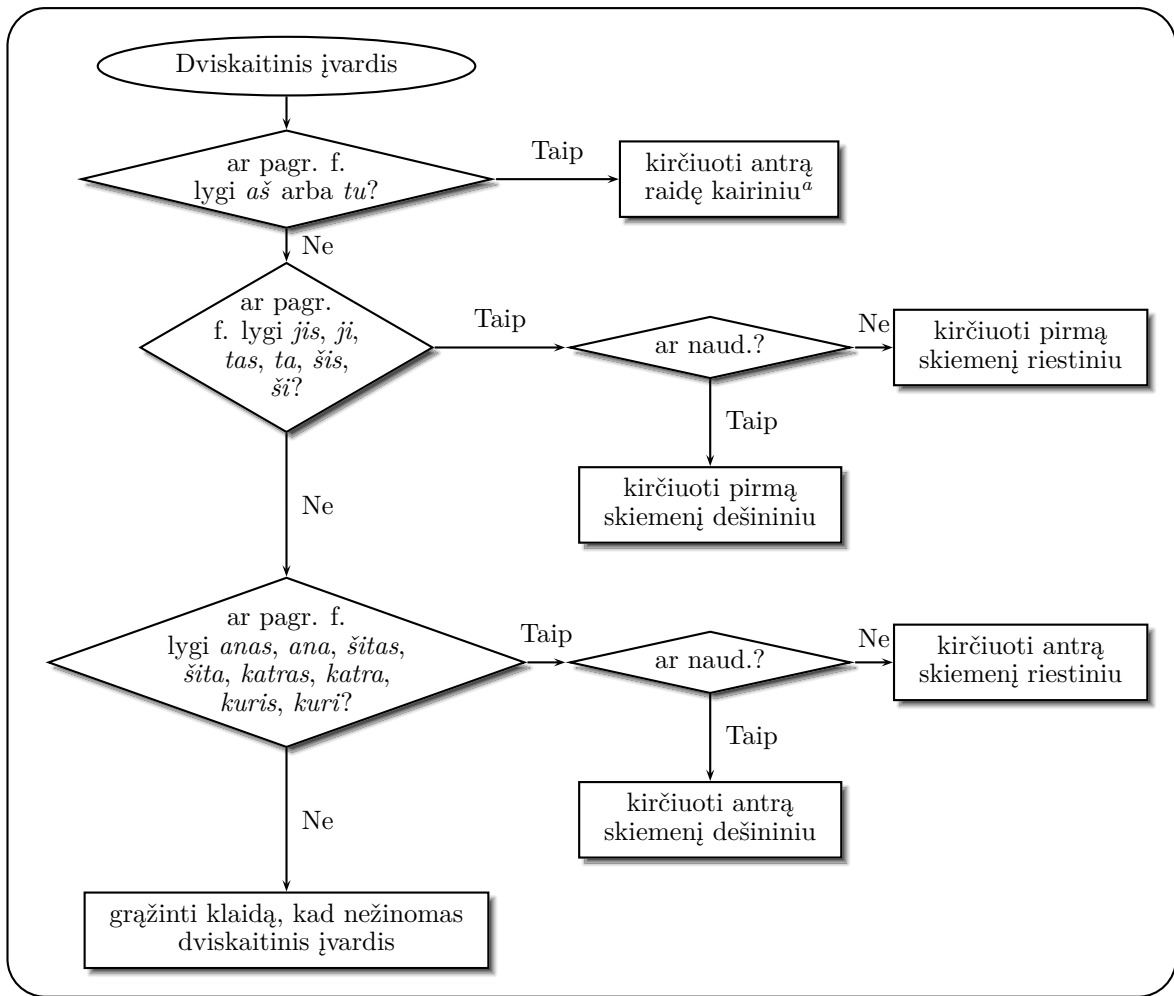 Dviskaitinis įvardis
ar pagr. f.
lygi aš arba tu?
Taip
kirčiuoti antrą
raidę kairiniuᵃ
Ne
ar pagr.
f. lygi jis, ji,
tas, ta, šis,
ši?
Taip
ar naud.?
Ne
kirčiuoti pirmą
skiemenį riestiniu
Taip
kirčiuoti pirmą
skiemenį dešininiu
Ne
ar pagr. f.
lygi anas, ana, šitas,
šita, katras, katra,
kuris, kuri?
Taip
ar naud.?
Ne
kirčiuoti antrą
skiemenį riestiniu
Taip
kirčiuoti antrą
skiemenį dešininiu
Ne
grąžinti klaidą, kad nežinomas
dviskaitinis įvardis